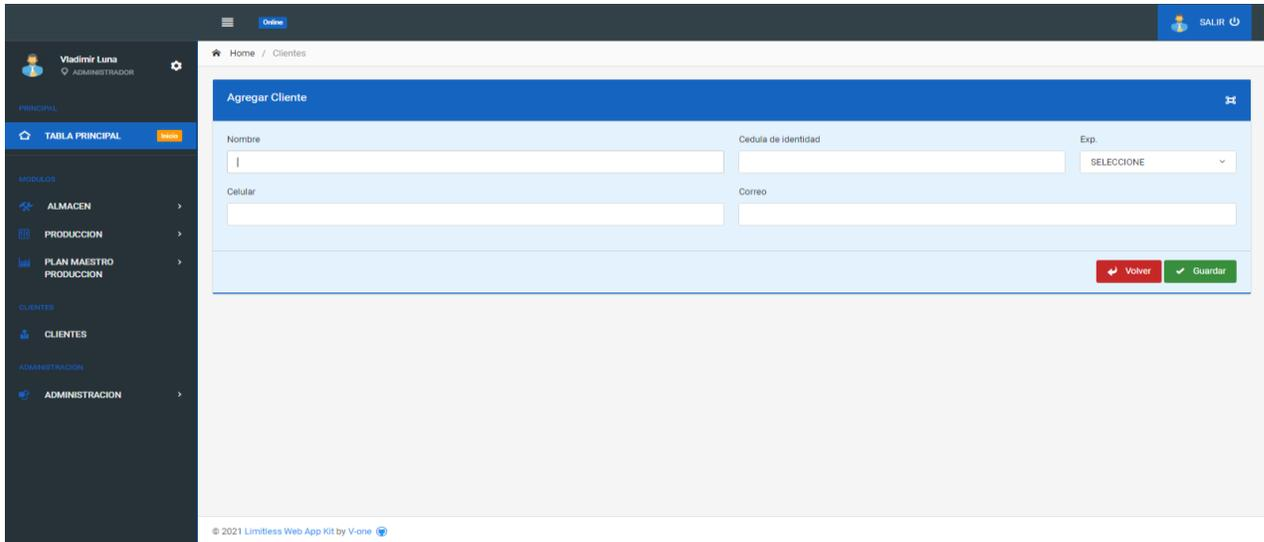 Online
SALIR
Vladimir Luna
ADMINISTRADOR
Home / Clientes
PRINCIPAL
TABLA PRINCIPAL Inicio
MODULOS
ALMACEN
PRODUCCION
PLAN MAESTRO
PRODUCCION
CLIENTES
CLIENTES
ADMINISTRACION
ADMINISTRACION
Agregar Cliente
Nombre Cedula de identidad Exp.
SELECCIONE
Celular Correo
Volver Guardar
© 2021 Limitless Web App Kit by V-one